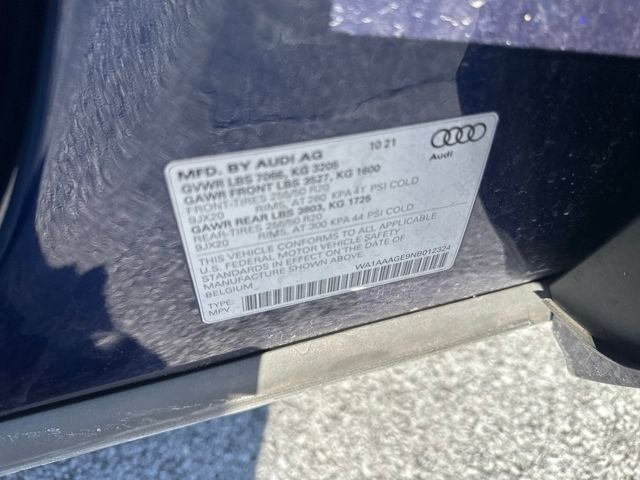 MFD. BY AUDI AG 10 21
Audi
GVWR LBS 7066, KG 3205
GAWR FRONT LBS 3527, KG 1600
FRONT-TIRES 255/50 R20
9JX20 RIMS, AT 280 KPA 41 PSI COLD
GAWR REAR LBS 3803, KG 1725
REAR-TIRES 255/50 R20
9JX20 RIMS, AT 300 KPA 44 PSI COLD
THIS VEHICLE CONFORMS TO ALL APPLICABLE
U.S. FEDERAL MOTOR VEHICLE SAFETY
STANDARDS IN EFFECT ON THE DATE OF
MANUFACTURE SHOWN ABOVE.
BELGIUM
WA1AAAGE9NB012324
TYPE:
MPV